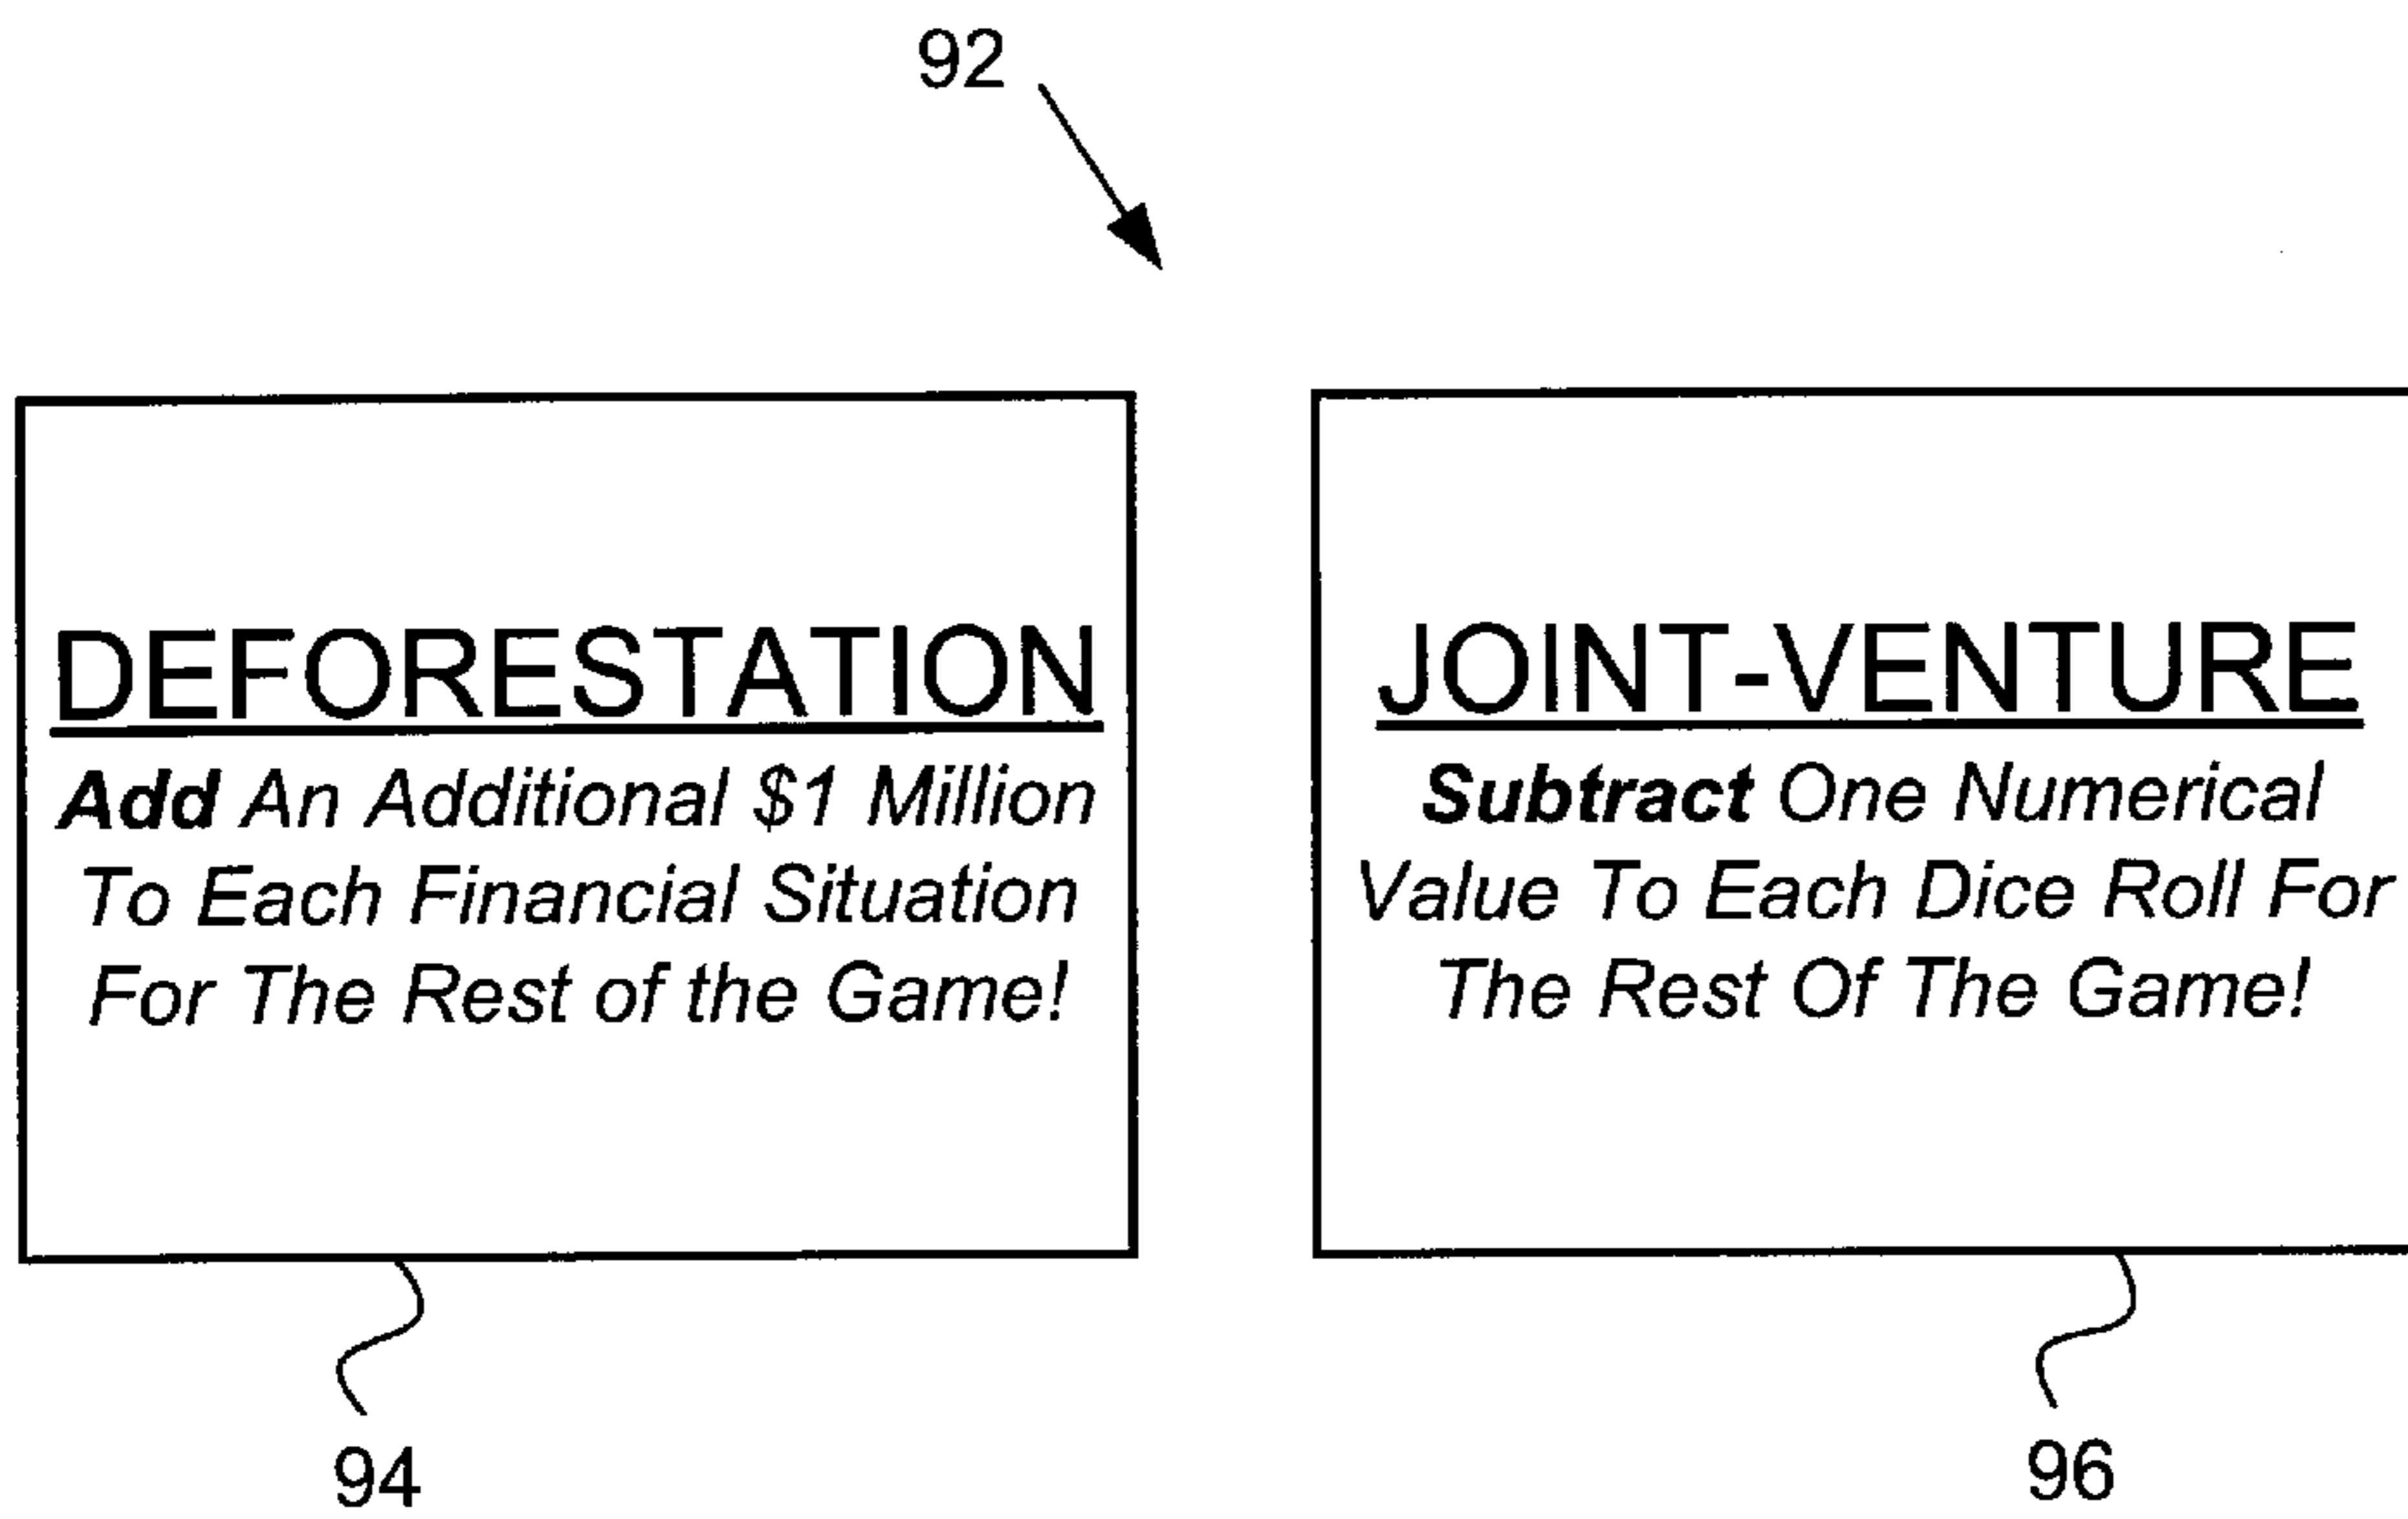 92
DEFORESTATION
Add An Additional $1 Million
To Each Financial Situation
For The Rest of the Game!
JOINT-VENTURE
Subtract One Numerical
Value To Each Dice Roll For
The Rest Of The Game!
94
96